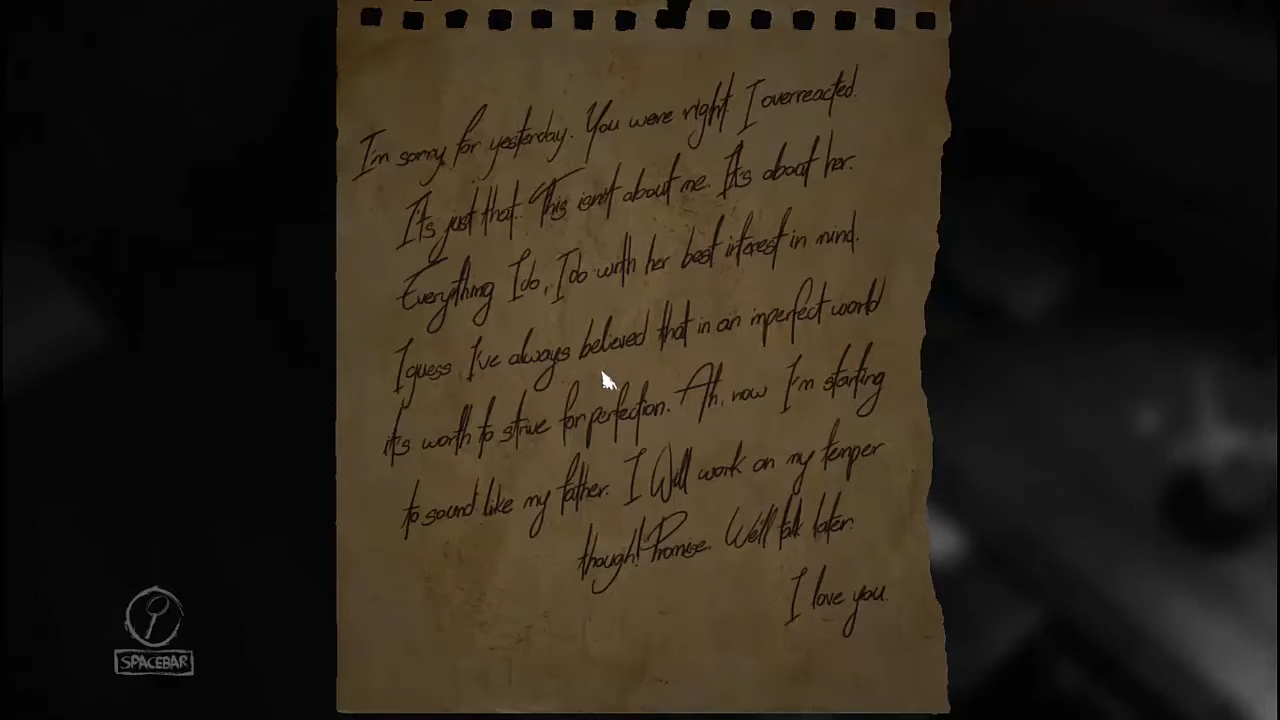 I'm sorry for yesterday. You were right. I overreacted.
It's just that. This isn't about me. It's about her.
Everything I do, I do with her best interest in mind.
I guess I've always believed that in an imperfect world
it's worth to strive for perfection. Ah, now I'm starting
to sound like my father. I Will work on my temper
though! Promise. We'll talk later.
I love you.
SPACEBAR